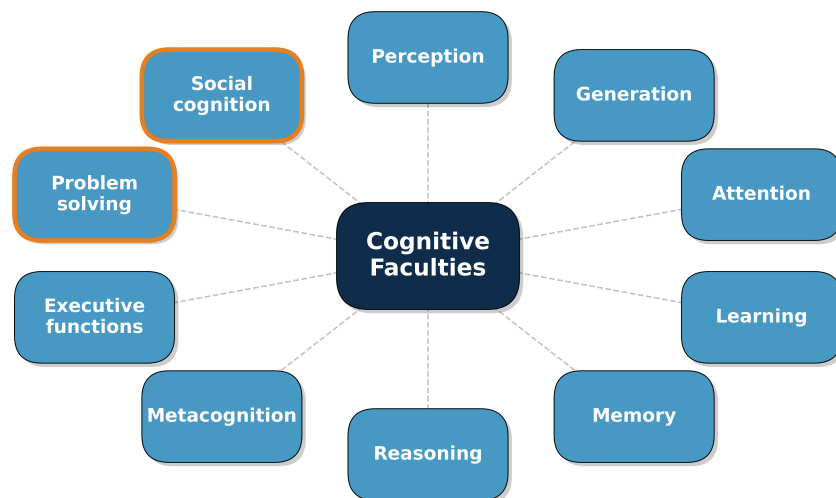 Perception
Social
cognition
Generation
Problem
solving
Attention
Cognitive
Faculties
Executive
functions
Learning
Metacognition
Memory
Reasoning